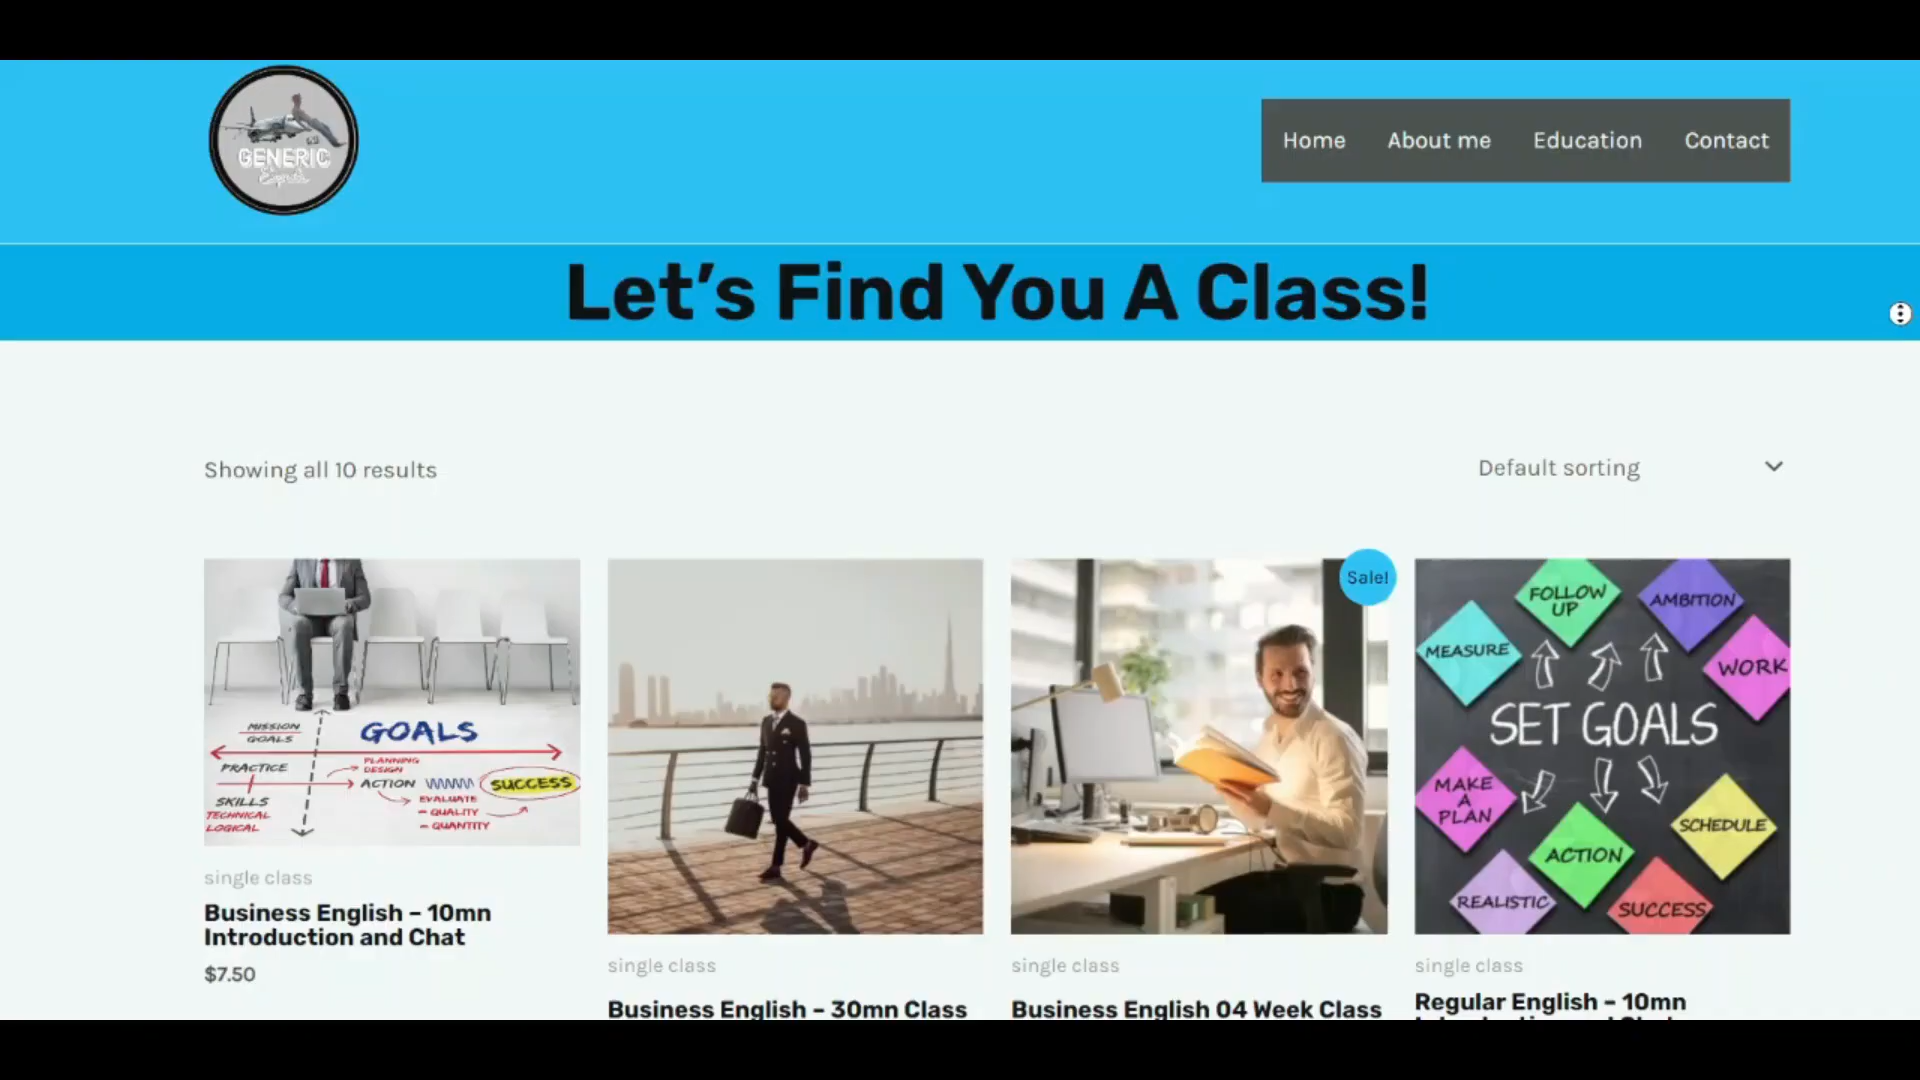 GENERIC
Home
About me
Education
Contact
Let's Find You A Class!
Showing all 10 results
Default sorting
MISSION
GOALS
GOALS
PRACTICE
PLANNING
DESIGN
ACTION
SUCCESS
SKILLS
TECHNICAL
LOGICAL
EVALUATE
– QUALITY
– QUANTITY
Sale!
FOLLOW
UP
AMBITION
MEASURE
WORK
SET GOALS
MAKE
A
PLAN
SCHEDULE
ACTION
REALISTIC
SUCCESS
single class
Business English – 10mn
Introduction and Chat
$7.50
single class
Business English – 30mn Class
single class
Business English 04 Week Class
single class
Regular English – 10mn